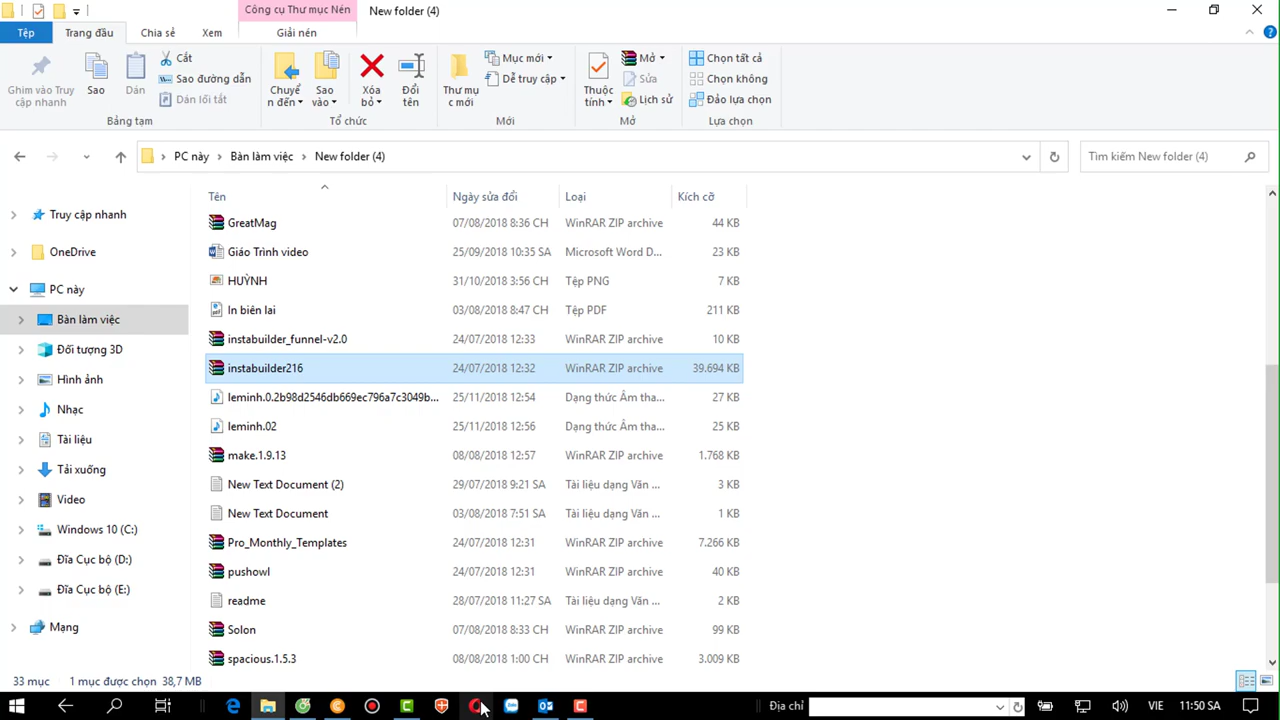 Công cụ Thư mục Nén
New folder (4)
Tệp
Trang đầu
Chia sẻ
Xem
Giải nén
Ghim vào Truy cập nhanh
Sao
Dán
Cắt
Sao đường dẫn
Dán lối tắt
Bảng tạm
Chuyể n đến
Sao vào
Xóa bỏ
Đổi tên
Tổ chức
Thư mụ c mới
Mục mới
Dễ truy cập
Mới
Thuộc tính
Mở
Sửa
Lịch sử
Mở
Chọn tất cả
Chọn không
Đảo lựa chọn
Lựa chọn
PC này > Bàn làm việc > New folder (4)
Tìm kiếm New folder (4)
Truy cập nhanh
OneDrive
PC này
Bàn làm việc
Đối tượng 3D
Hình ảnh
Nhạc
Tài liệu
Tải xuống
Video
Windows 10 (C:)
Đĩa Cục bộ (D:)
Đĩa Cục bộ (E:)
Mạng
Tên Ngày sửa đổi Loại Kích cỡ
GreatMag 07/08/2018 8:36 CH WinRAR ZIP archive 44 KB
Giáo Trình video 25/09/2018 10:35 SA Microsoft Word D... 23 KB
HUỲNH 31/10/2018 3:56 CH Tệp PNG 7 KB
In biên lai 03/08/2018 8:47 CH Tệp PDF 211 KB
instabuilder_funnel-v2.0 24/07/2018 12:33 WinRAR ZIP archive 10 KB
instabuilder216 24/07/2018 12:32 WinRAR ZIP archive 39.694 KB
leminh.0.2b98d2546db669ec796a7c3049b... 25/11/2018 12:54 Dạng thức Âm tha... 27 KB
leminh.02 25/11/2018 12:56 Dạng thức Âm tha... 25 KB
make.1.9.13 08/08/2018 12:57 WinRAR ZIP archive 1.768 KB
New Text Document (2) 29/07/2018 9:21 SA Tài liệu dạng Văn ... 3 KB
New Text Document 03/08/2018 7:51 SA Tài liệu dạng Văn ... 1 KB
Pro_Monthly_Templates 24/07/2018 12:31 WinRAR ZIP archive 7.266 KB
pushowl 24/07/2018 12:31 WinRAR ZIP archive 40 KB
readme 28/07/2018 11:27 SA Tài liệu dạng Văn ... 2 KB
Solon 07/08/2018 8:33 CH WinRAR ZIP archive 99 KB
spacious.1.5.3 08/08/2018 1:00 CH WinRAR ZIP archive 3.009 KB
33 mục 1 mục được chọn 38,7 MB
Địa chỉ
VIE 11:50 SA